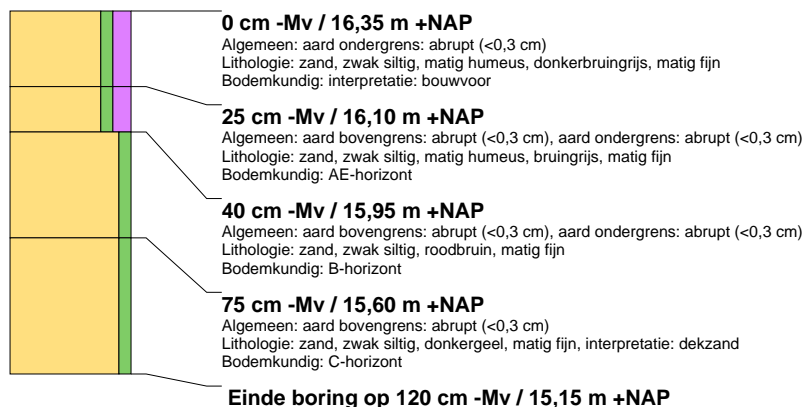 0 cm -Mv / 16,35 m +NAP
Algemeen: aard ondergrens: abrupt (<0,3 cm)
Lithologie: zand, zwak siltig, matig humeus, donkerbruingrijs, matig fijn
Bodemkundig: interpretatie: bouwvoor
25 cm -Mv / 16,10 m +NAP
Algemeen: aard bovengrens: abrupt (<0,3 cm), aard ondergrens: abrupt (<0,3 cm)
Lithologie: zand, zwak siltig, matig humeus, bruingrijs, matig fijn
Bodemkundig: AE-horizont
40 cm -Mv / 15,95 m +NAP
Algemeen: aard bovengrens: abrupt (<0,3 cm), aard ondergrens: abrupt (<0,3 cm)
Lithologie: zand, zwak siltig, roodbruin, matig fijn
Bodemkundig: B-horizont
75 cm -Mv / 15,60 m +NAP
Algemeen: aard bovengrens: abrupt (<0,3 cm)
Lithologie: zand, zwak siltig, donkergeel, matig fijn, interpretatie: dekzand
Bodemkundig: C-horizont
Einde boring op 120 cm -Mv / 15,15 m +NAP